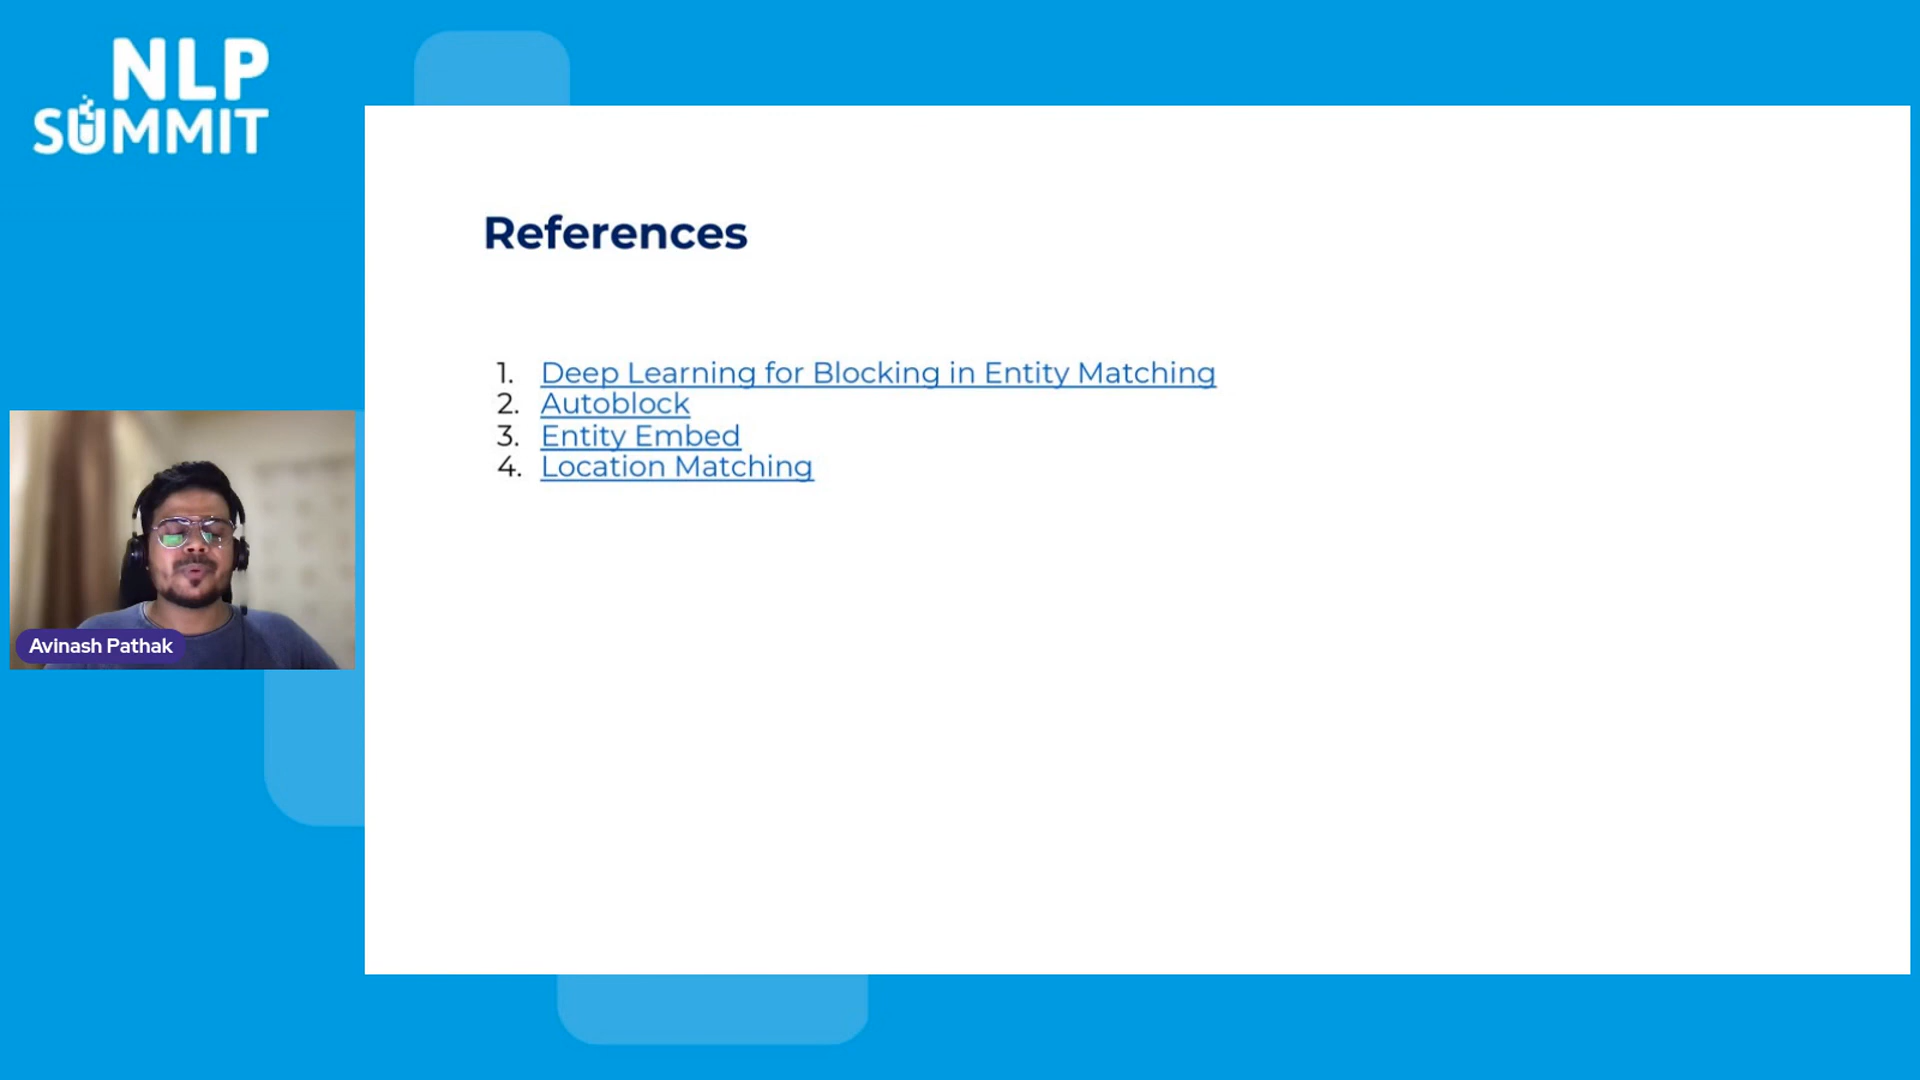 NLP
SUMMIT
References
1. Deep Learning for Blocking in Entity Matching
2. Autoblock
3. Entity Embed
4. Location Matching
Avinash Pathak